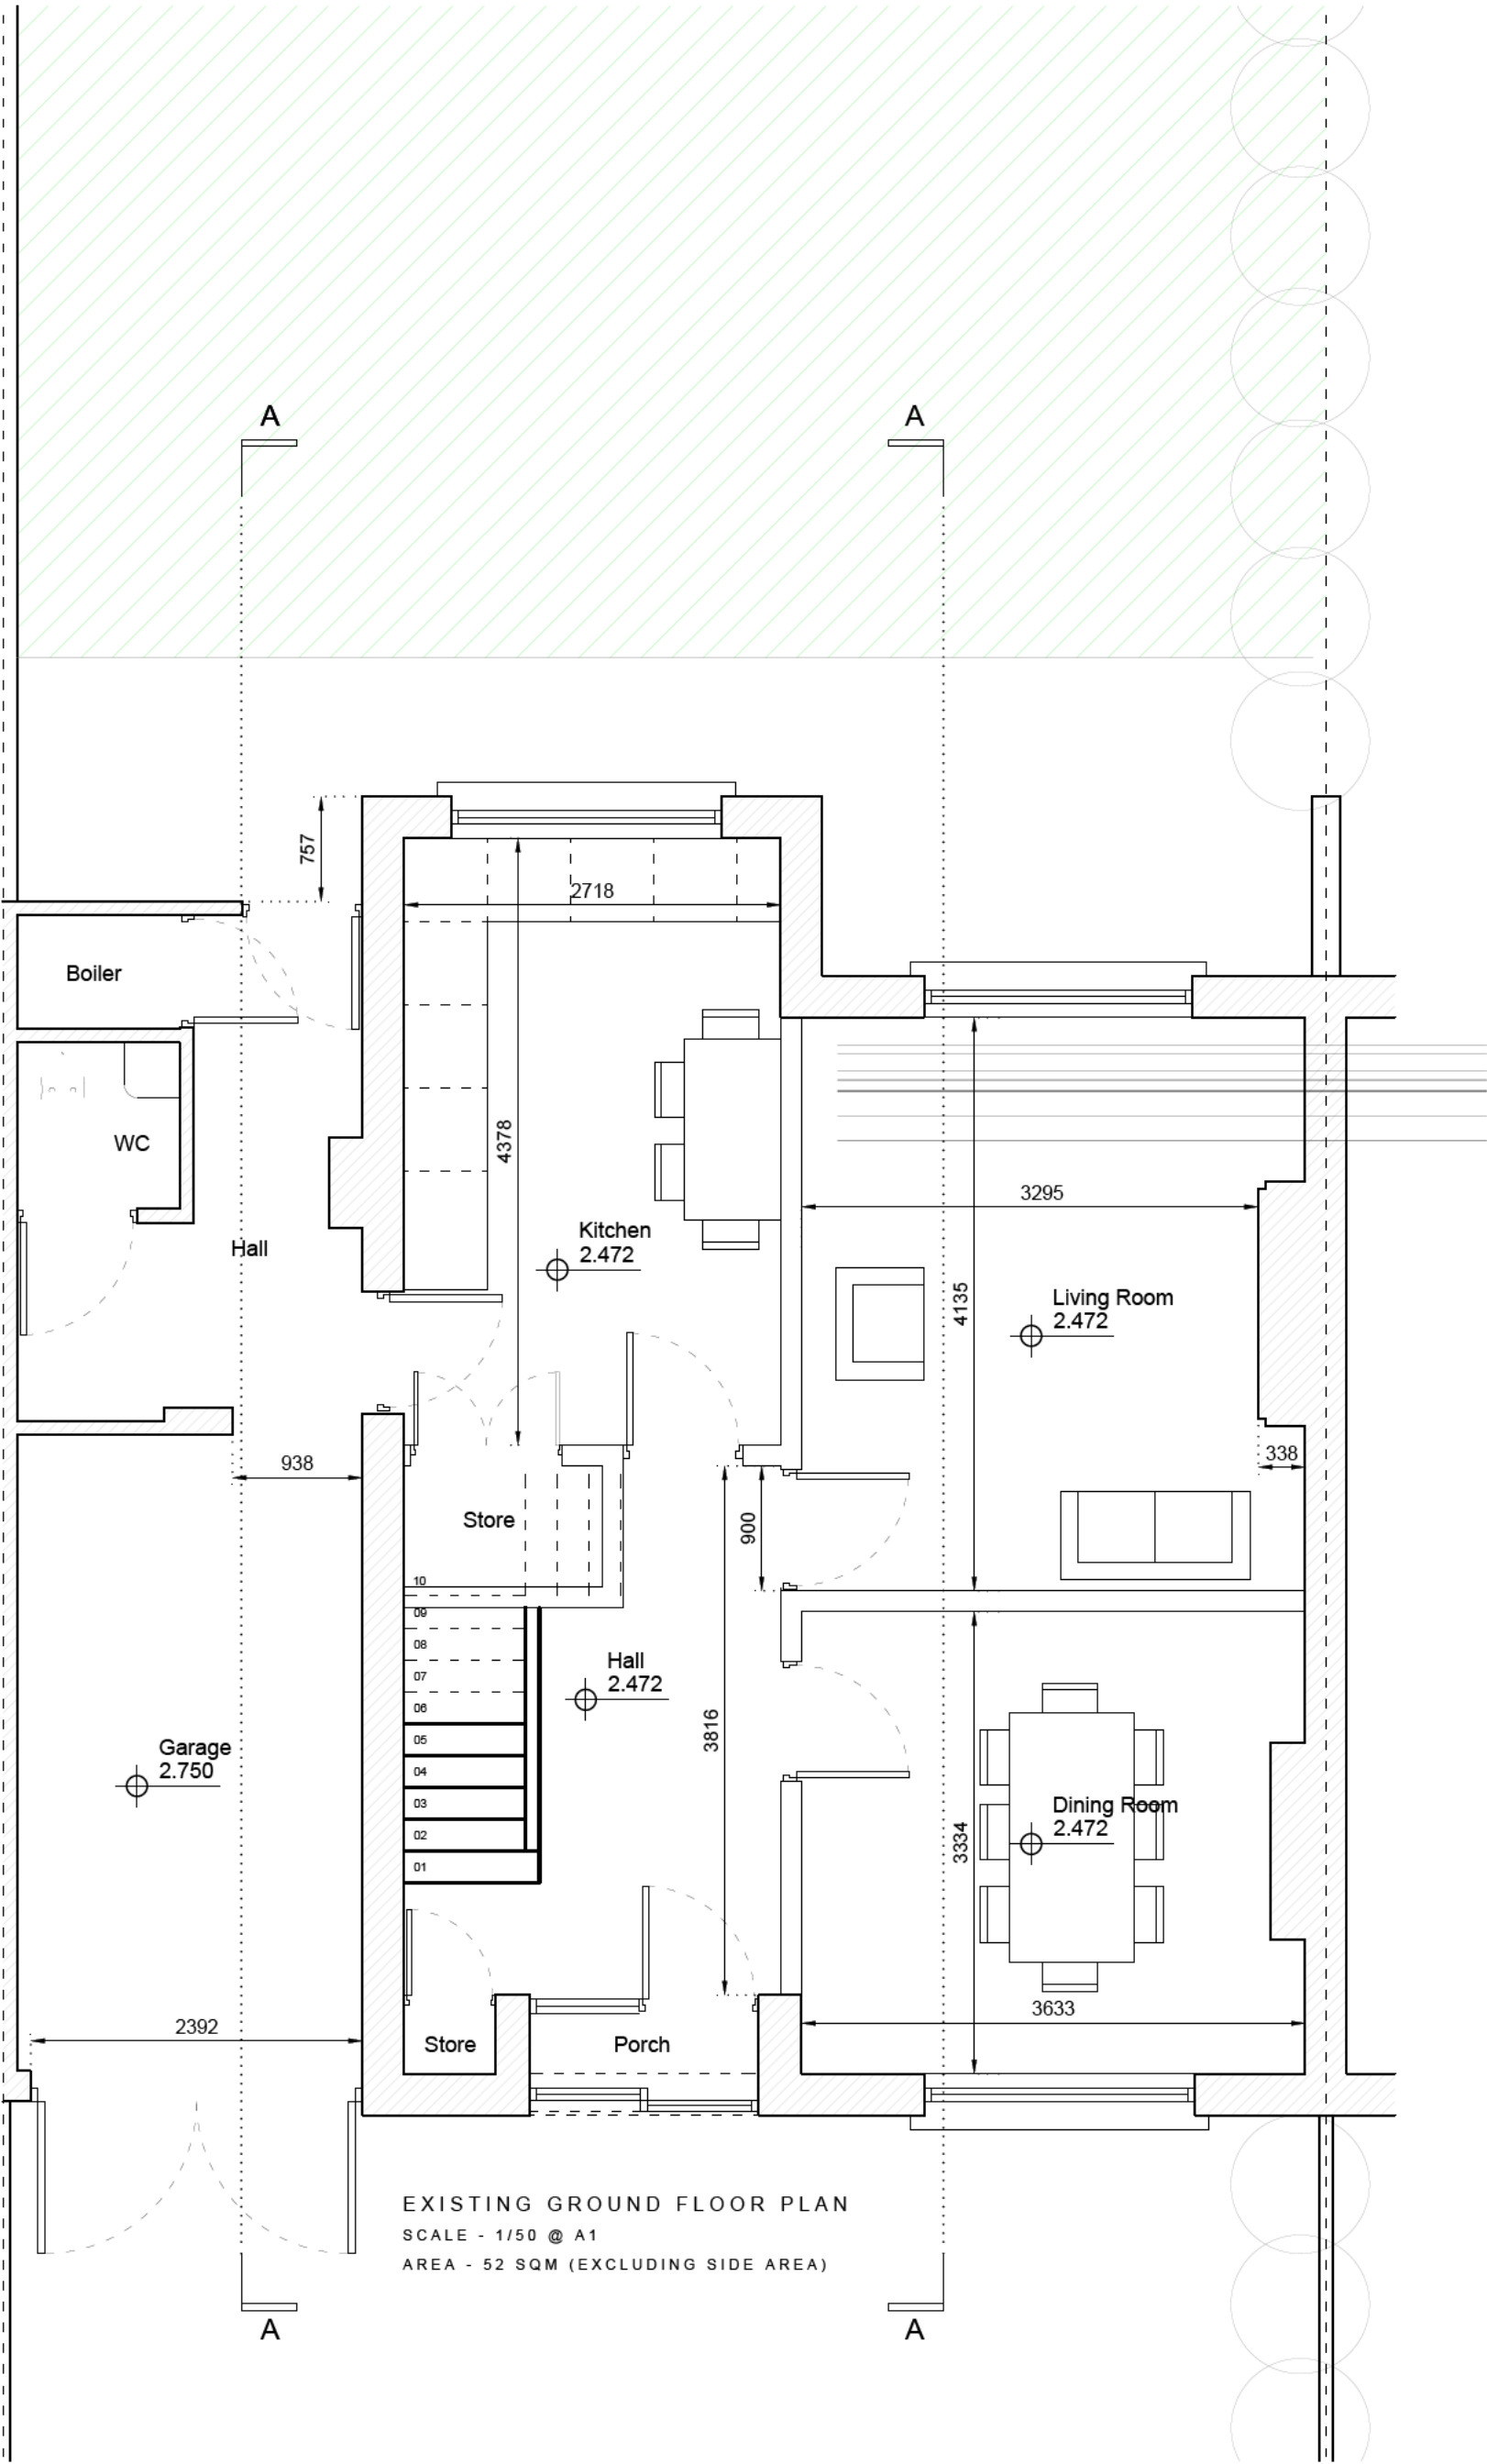 A
A
757
2718
Boiler
4378
WC
3295
Kitchen
2.472
Hall
4135
Living Room
2.472
338
938
900
Store
10
09
08
07
06
05
04
03
02
01
Hall
2.472
3816
Garage
2.750
Dining Room
2.472
3334
3633
2392
Store
Porch
EXISTING GROUND FLOOR PLAN
SCALE - 1/50 @ A1
AREA - 52 SQM (EXCLUDING SIDE AREA)
A
A